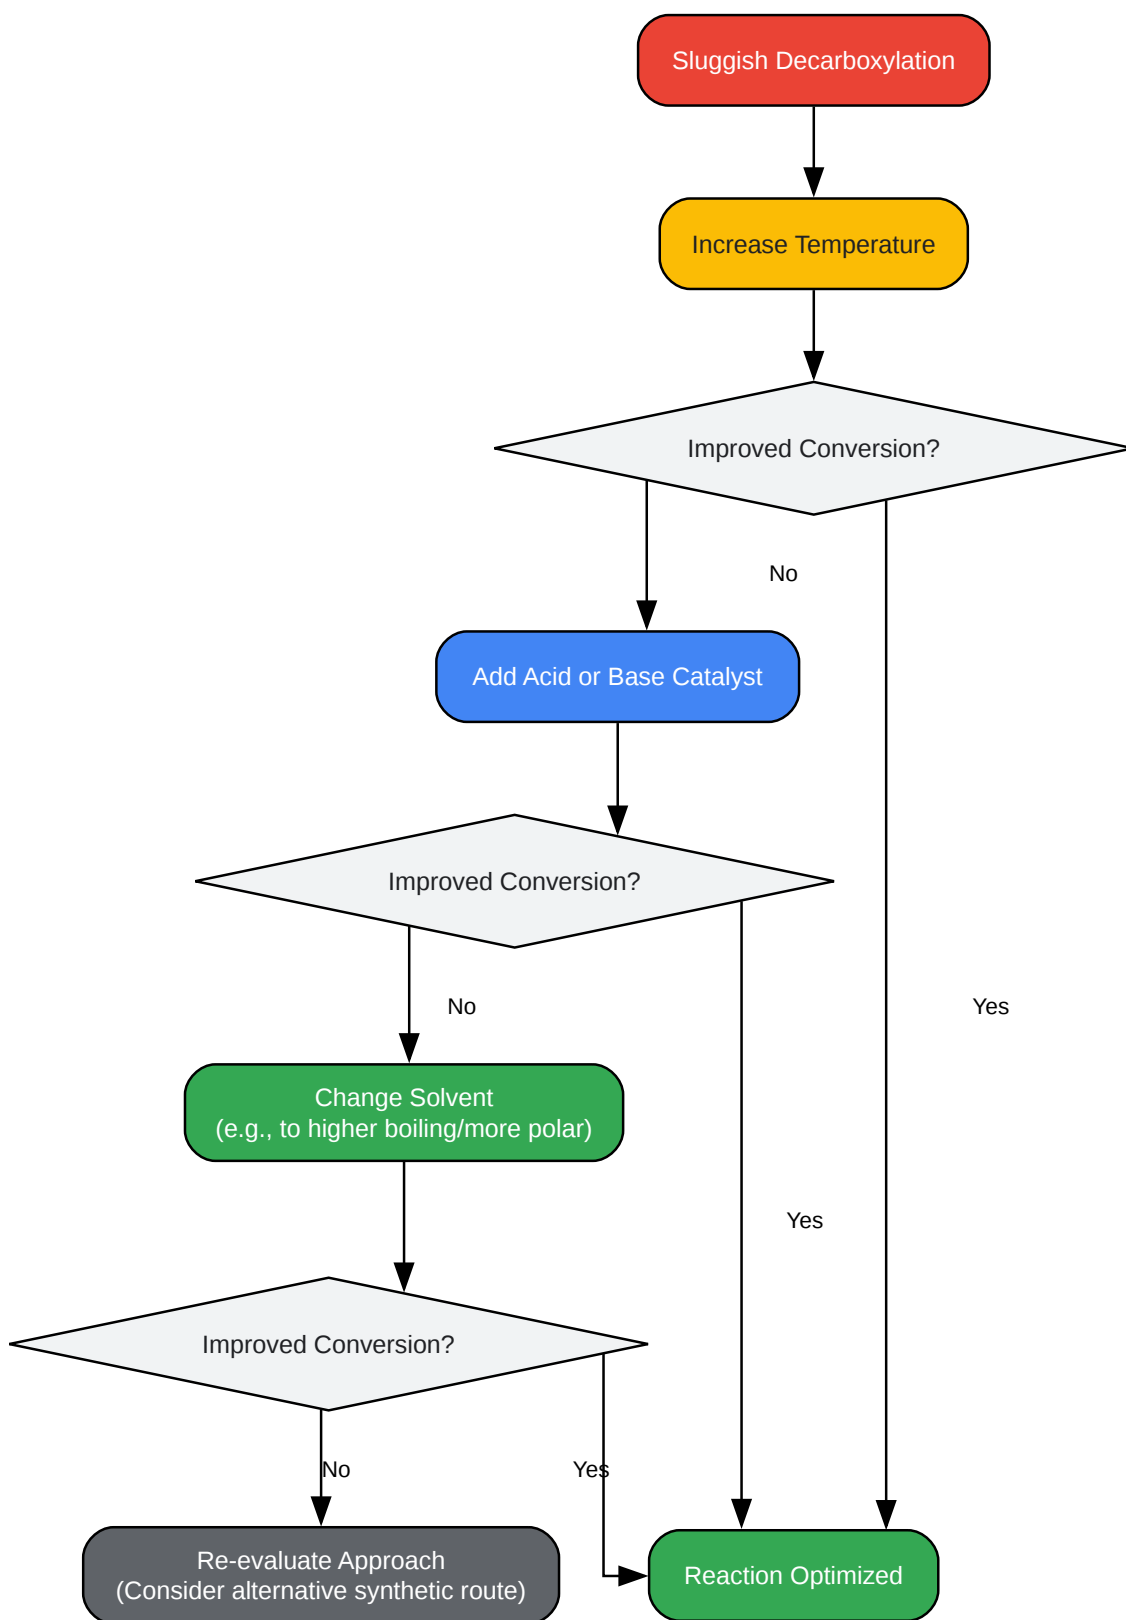 Sluggish Decarboxylation
Increase Temperature
Improved Conversion?
No
Add Acid or Base Catalyst
Improved Conversion?
No
Yes
Change Solvent
(e.g., to higher boiling/more polar)
Yes
Improved Conversion?
No
Yes
Re-evaluate Approach
(Consider alternative synthetic route)
Reaction Optimized